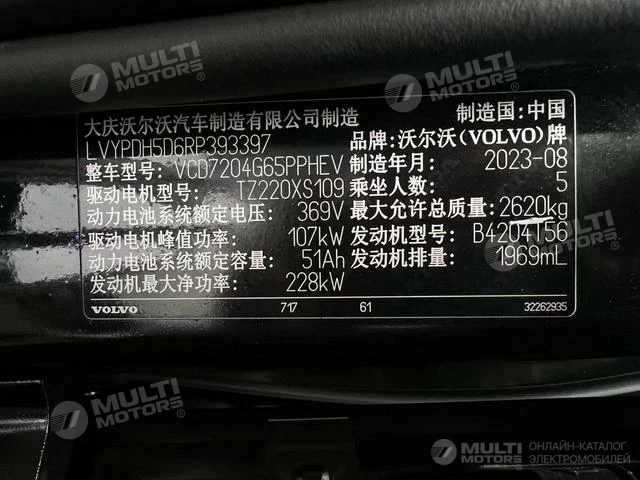 MULTI MOTORS®
MULTI MOTORS®
大庆沃尔沃汽车制造有限公司制造 制造国:中国
LVYPDH5D6RP393397 品牌:沃尔沃(VOLVO)牌
整车型号: VCD7204G65PPHEV 制造年月: 2023-08
驱动电机型号: TZ220XS109 乘坐人数: 5
动力电池系统额定电压: 369V 最大允许总质量: 2620kg
驱动电机峰值功率: 107kW 发动机型号: B4204T56
动力电池系统额定容量: 51Ah 发动机排量: 1969mL
发动机最大净功率: 228kW
VOLVO 717 61 32262935
MULTI MOTORS®
MULTI MOTORS
ОНЛАЙН-КАТАЛОГ
ЭЛЕКТРОМОБИЛЕЙ